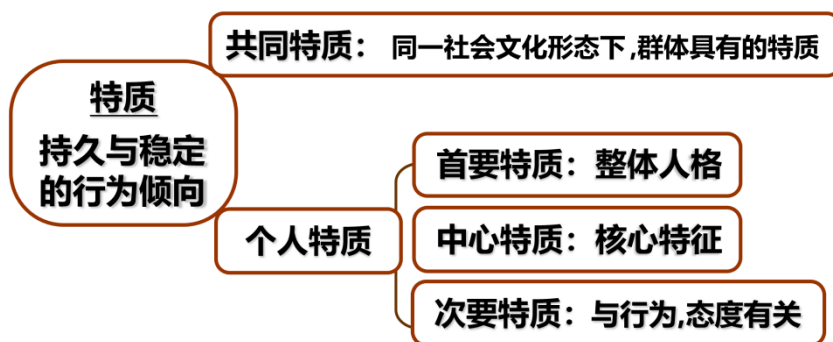 共同特质： 同一社会文化形态下,群体具有的特质
特质
持久与稳定
的行为倾向
首要特质：整体人格
个人特质
中心特质：核心特征
次要特质：与行为,态度有关